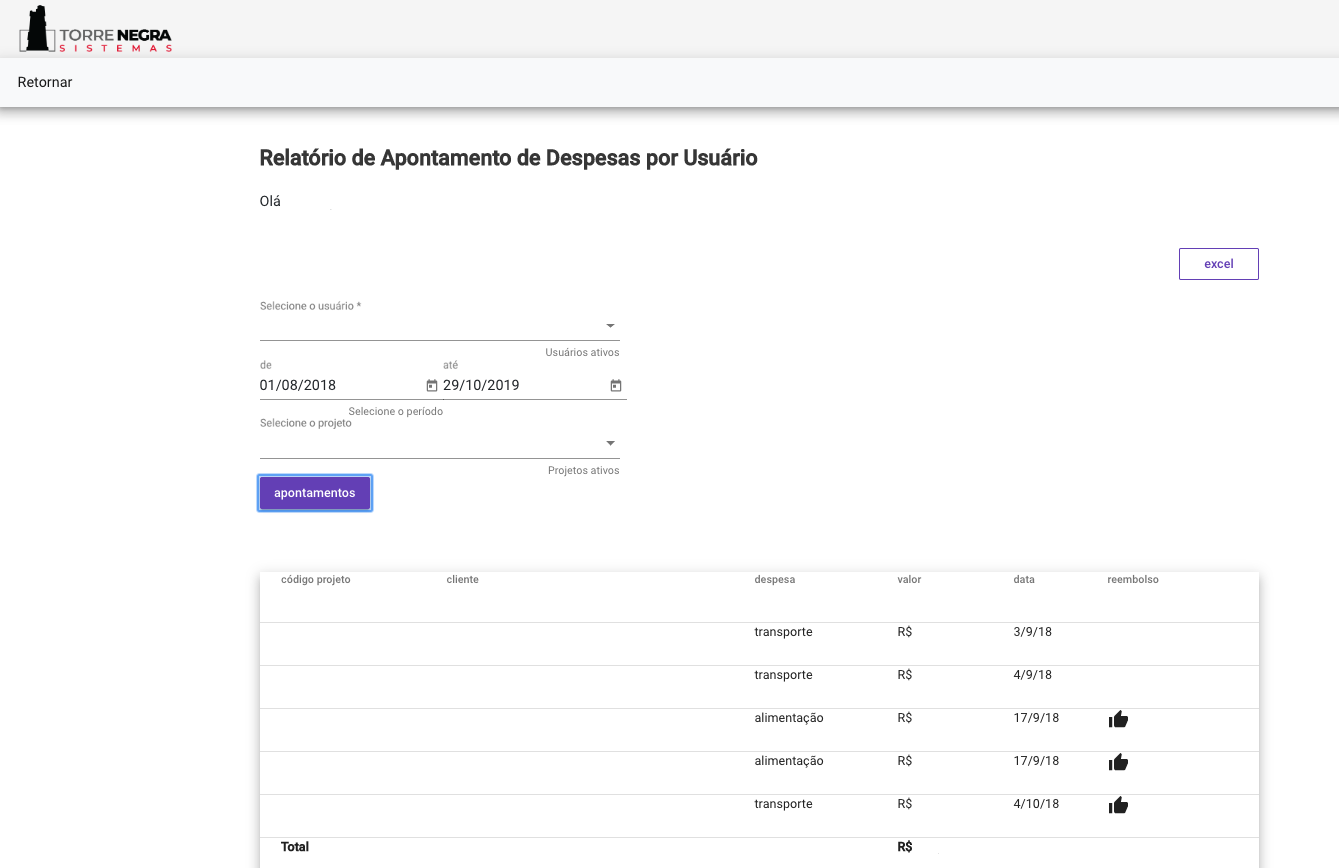 TORRE NEGRA
SISTEMAS
Retornar
Relatório de Apontamento de Despesas por Usuário
Olá
excel
Selecione o usuário *
Usuários ativos
de até
01/08/2018 29/10/2019
Selecione o período
Selecione o projeto
Projetos ativos
apontamentos
código projeto cliente despesa valor data reembolso
transporte R$ 3/9/18
transporte R$ 4/9/18
alimentação R$ 17/9/18
alimentação R$ 17/9/18
transporte R$ 4/10/18
Total R$